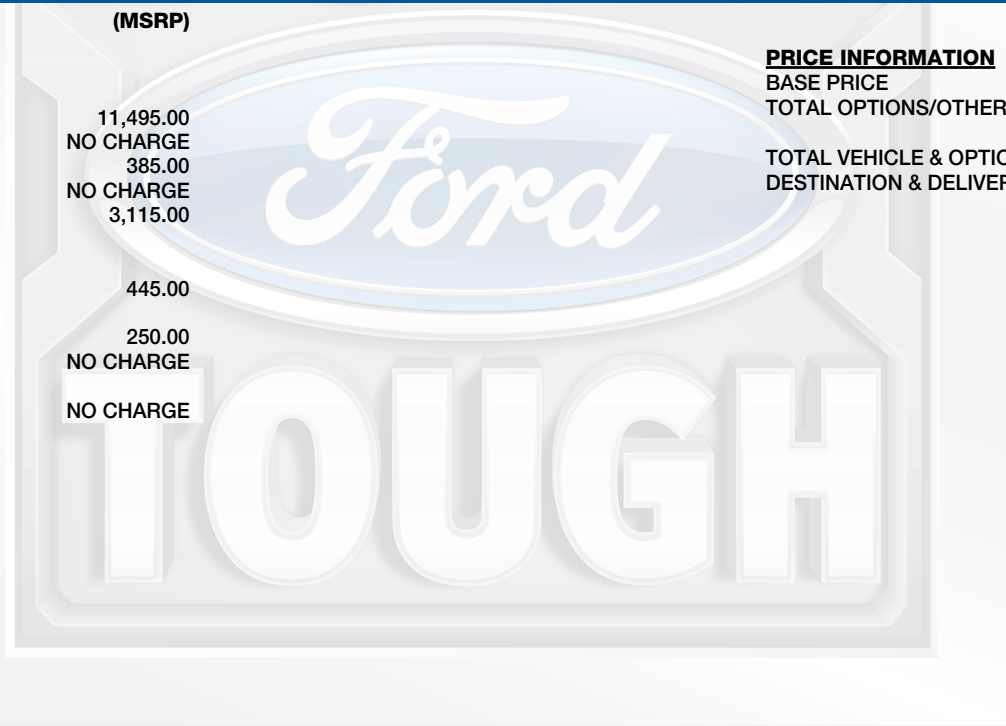 (MSRP)
11,495.00
NO CHARGE
385.00
NO CHARGE
3,115.00
445.00
250.00
NO CHARGE
NO CHARGE
PRICE INFORMATION
BASE PRICE
TOTAL OPTIONS/OTHER
TOTAL VEHICLE & OPTIO
DESTINATION & DELIVER
Ford
TOUGH